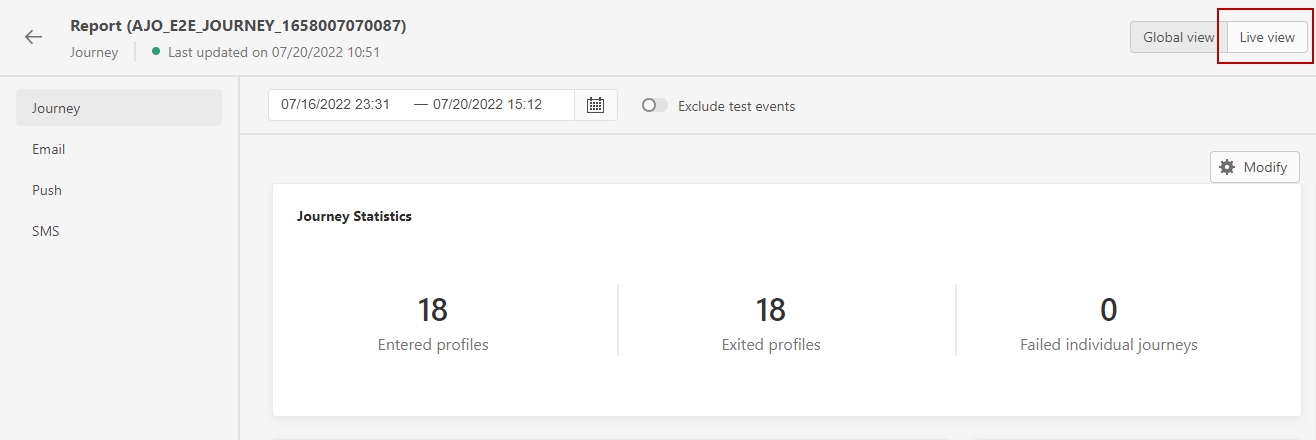 Report (AJO_E2E_JOURNEY_1658007070087)
Journey Last updated on 07/20/2022 10:51
Global view Live view
Journey
Email
Push
SMS
07/16/2022 23:31 — 07/20/2022 15:12
Exclude test events
Modify
Journey Statistics
18 18 0
Entered profiles Exited profiles Failed individual journeys